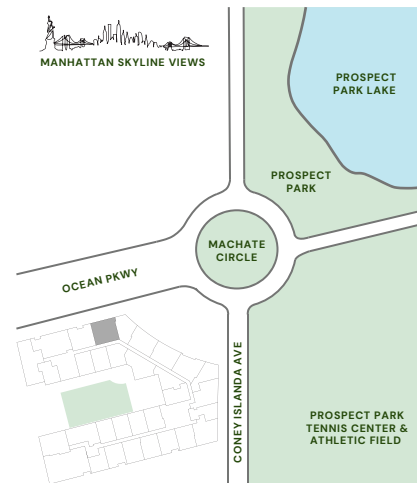 MANHATTAN SKYLINE VIEWS
PROSPECT
PARK LAKE
PROSPECT
PARK
MACHATE
CIRCLE
OCEAN PKWY
CONEY ISLANDA AVE
PROSPECT PARK
TENNIS CENTER &
ATHLETIC FIELD